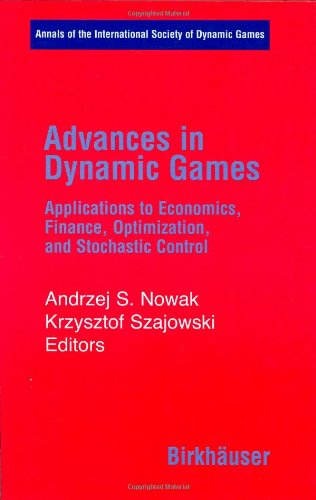 Annals of the International Society of Dynamic Games
Advances in
Dynamic Games
Applications to Economics,
Finance, Optimization,
and Stochastic Control
Andrzej S. Nowak
Krzysztof Szajowski
Editors
Birkhäuser